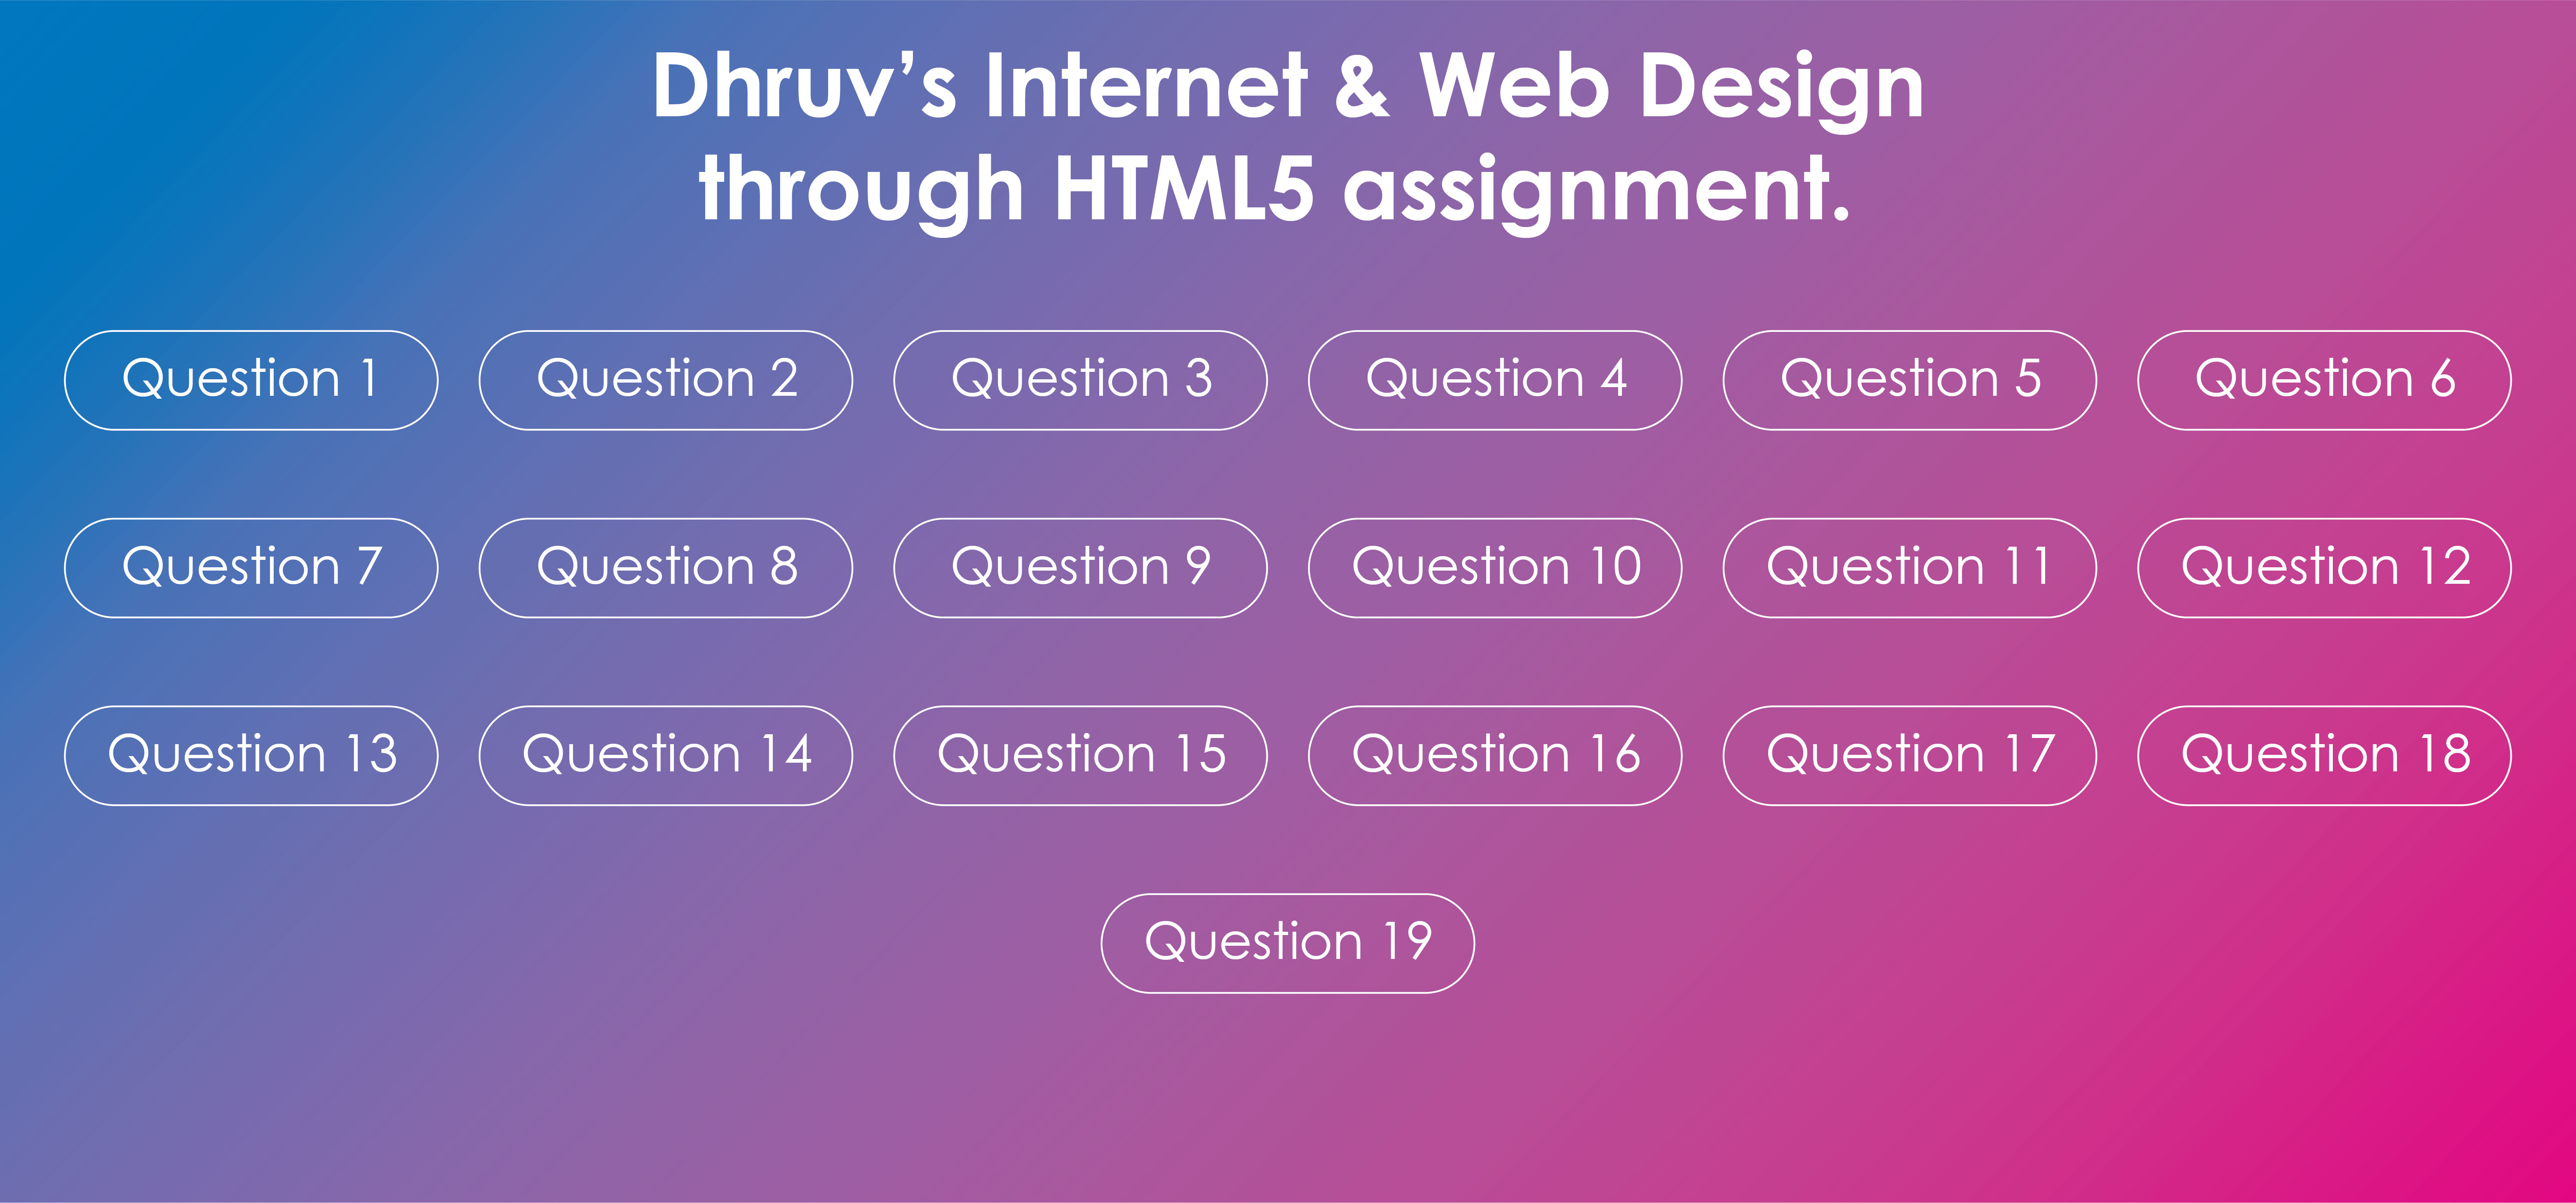 Dhruv’s Internet & Web Design
through HTML5 assignment.
Question 1
Question 2
Question 3
Question 4
Question 5
Question 6
Question 7
Question 8
Question 9
Question 10
Question 11
Question 12
Question 13
Question 14
Question 15
Question 16
Question 17
Question 18
Question 19